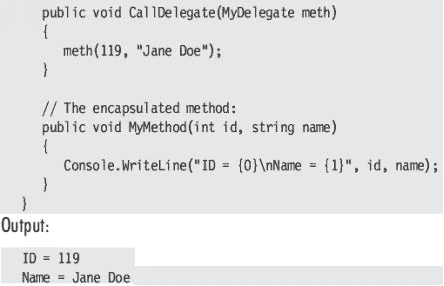 public void CallDelegate(MyDelegate meth)
{
meth(119, "Jane Doe");
}
// The encapsulated method:
public void MyMethod(int id, string name)
{
Console.WriteLine("ID = {0}\nName = {1}", id, name);
}
}
Output:
ID = 119
Name = Jane Doe